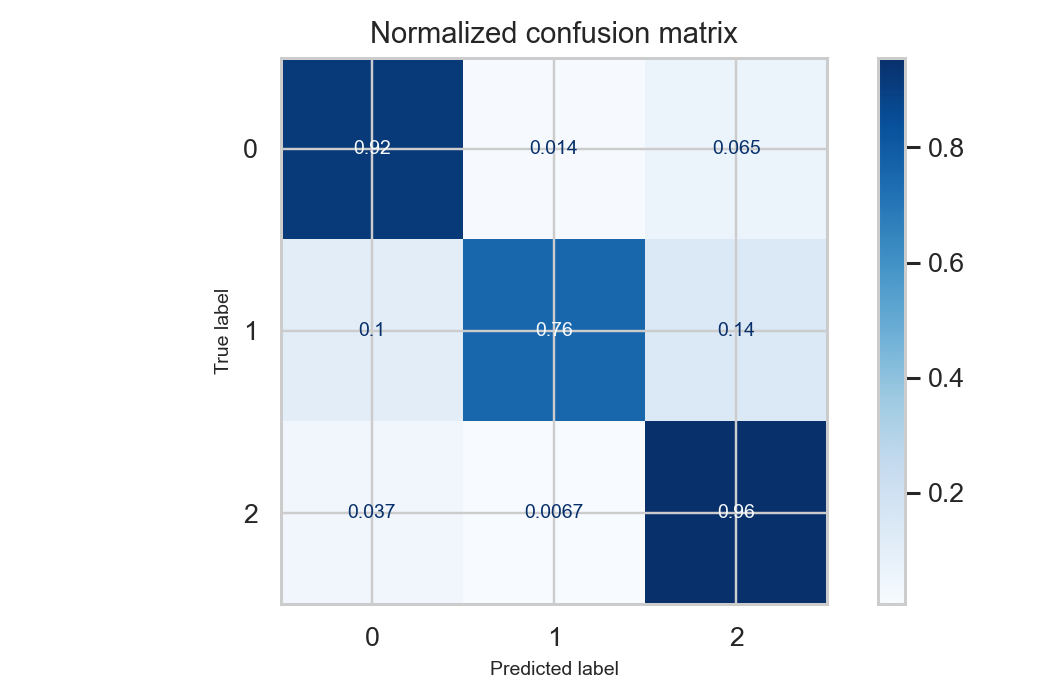 Normalized confusion matrix
0 0.92 0.014 0.065
1 0.1 0.76 0.14
2 0.037 0.0067 0.96
0 1 2
True label
Predicted label
0.8
0.6
0.4
0.2